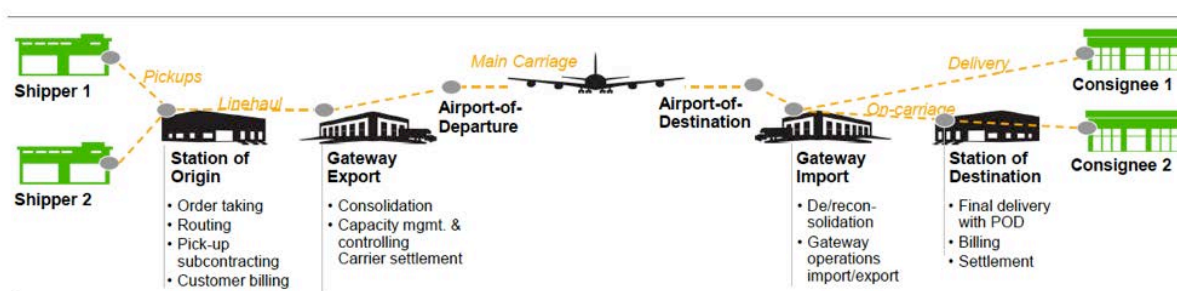 Shipper 1
Pickups
Shipper 2
Linehaul
Station of
Origin
• Order taking
• Routing
• Pick-up
subcontracting
• Customer billing
Gateway
Export
• Consolidation
• Capacity mgmt. &
controlling
Carrier settlement
Main Carriage
Airport-of-
Departure
Airport-of-
Destination
Gateway
Import
• De/recon-
solidation
• Gateway
operations
import/export
Delivery
On-carriage
Station of
Destination
• Final delivery
with POD
• Billing
• Settlement
Consignee 1
Consignee 2